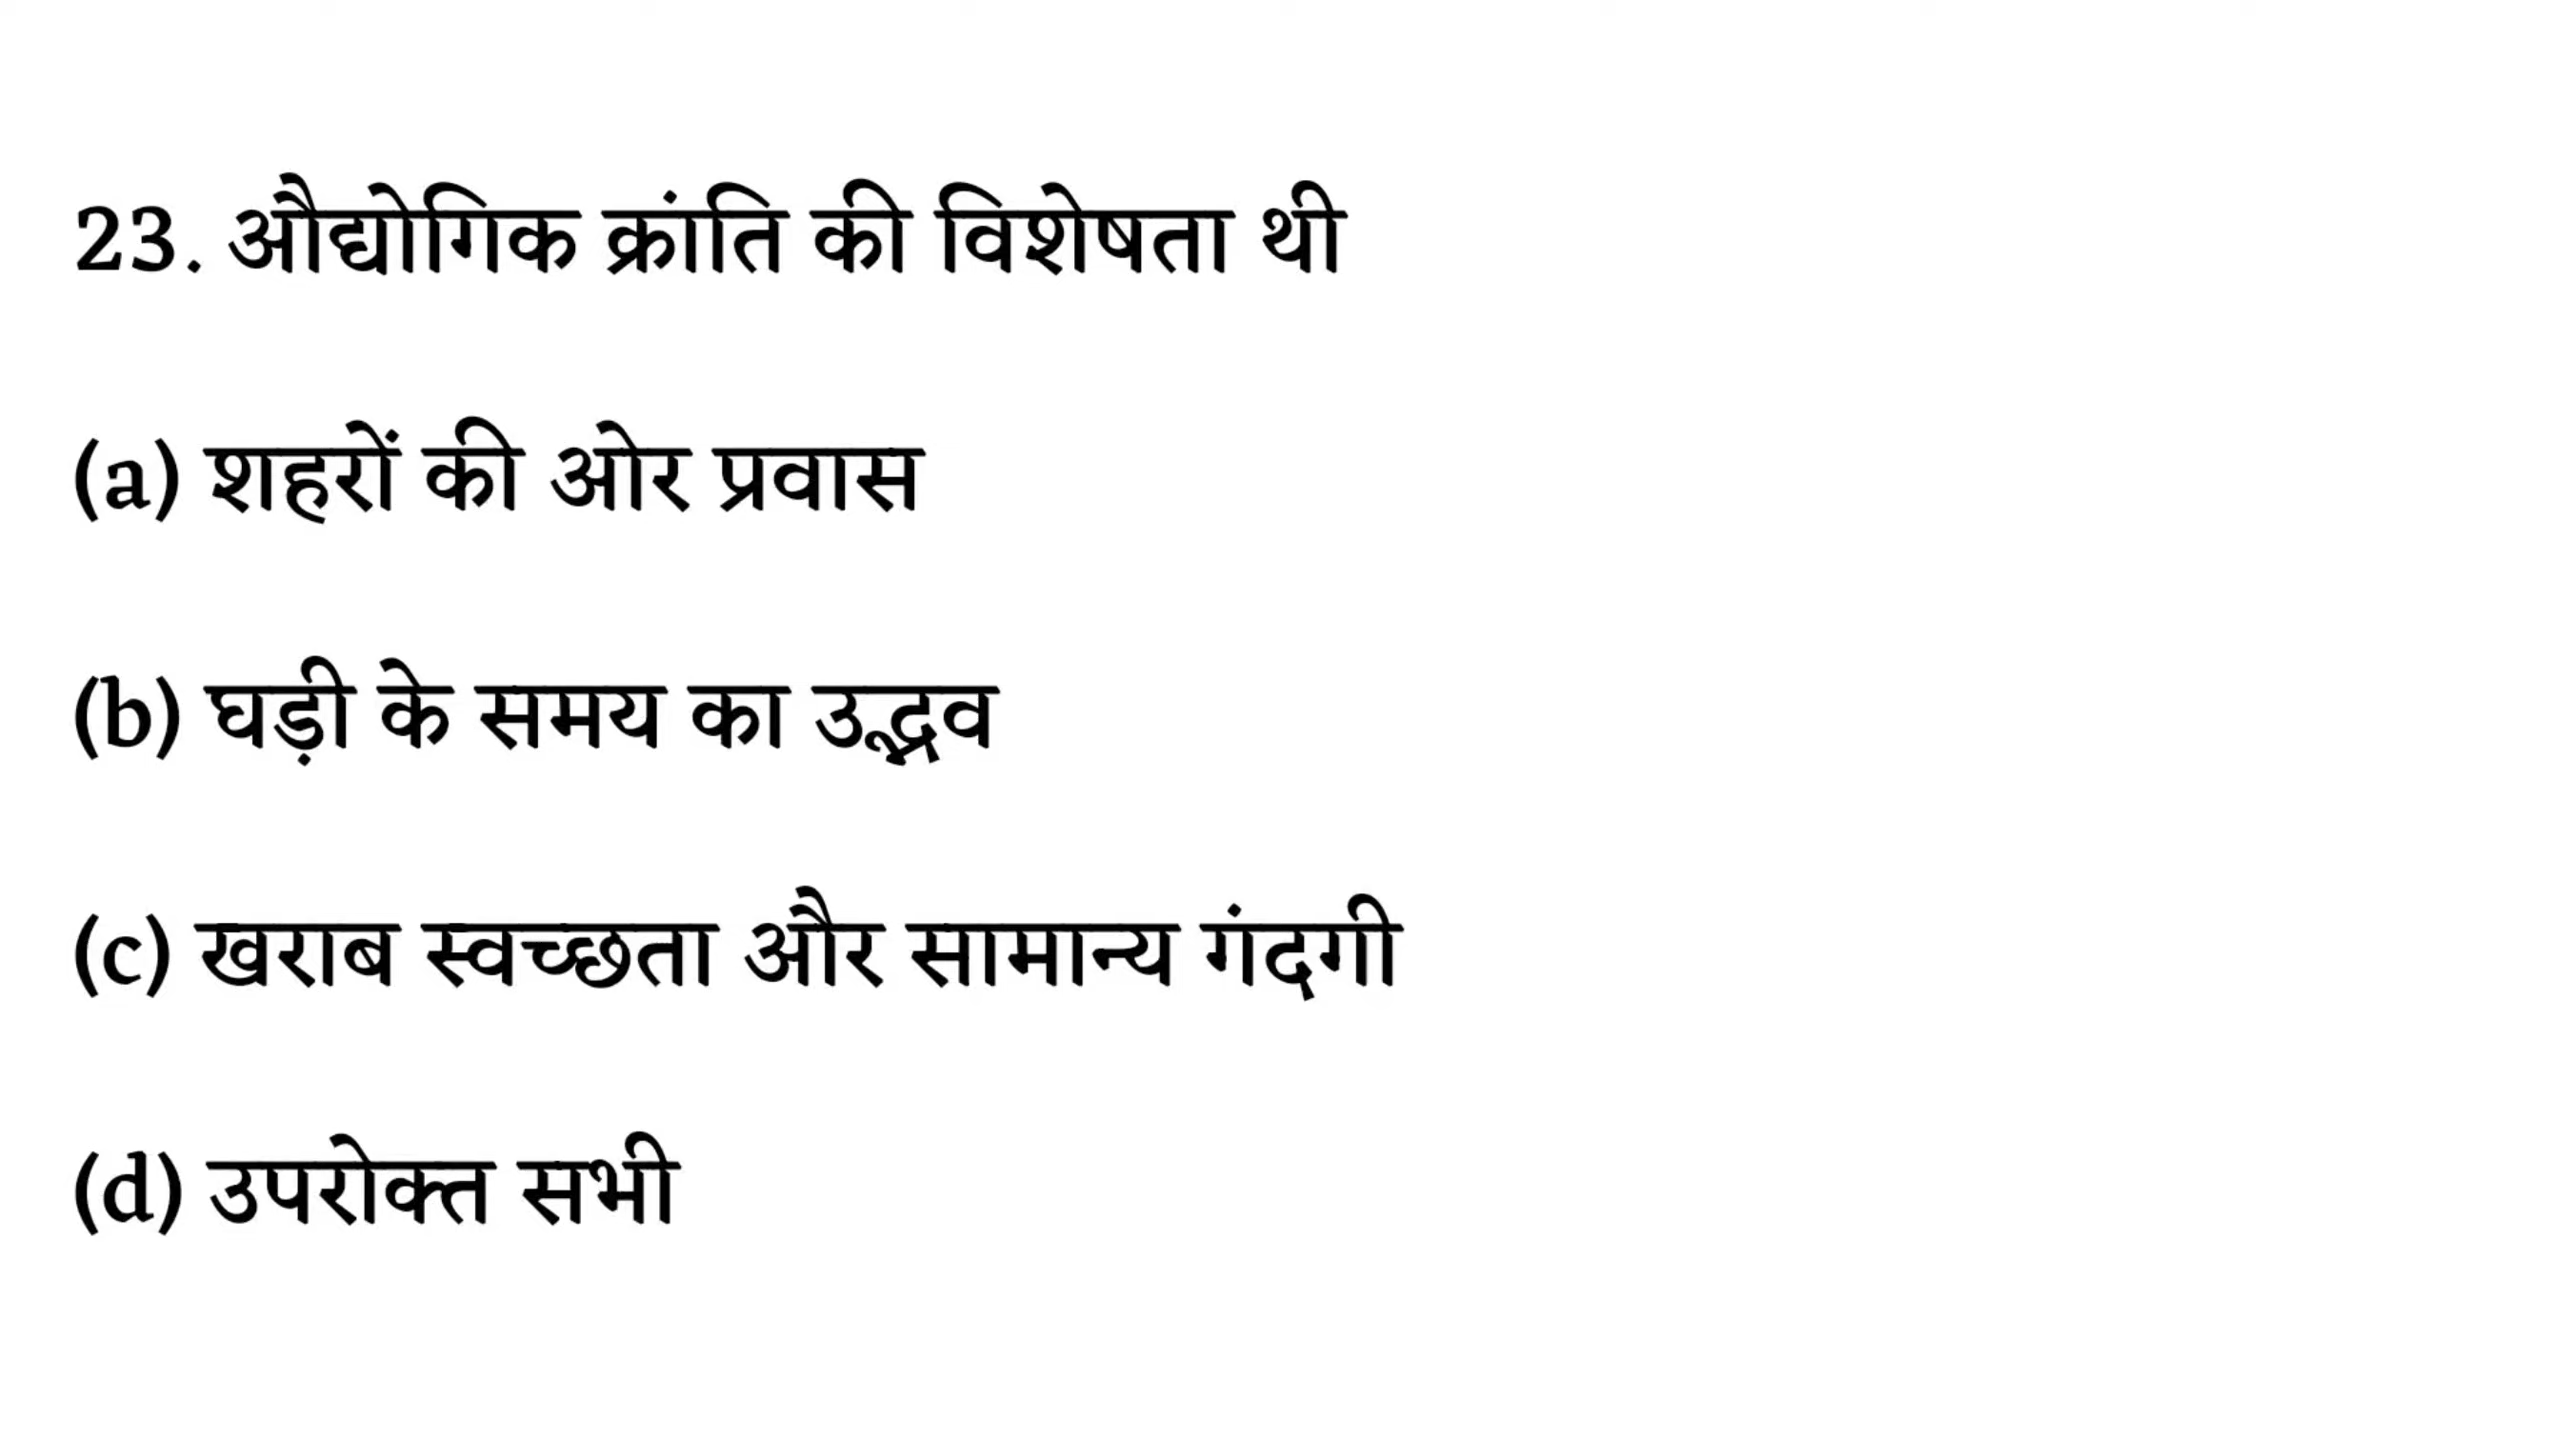 23. औद्योगिक क्रांति की विशेषता थी
(a) शहरों की ओर प्रवास
(b) घड़ी के समय का उद्भव
(c) खराब स्वच्छता और सामान्य गंदगी
(d) उपरोक्त सभी